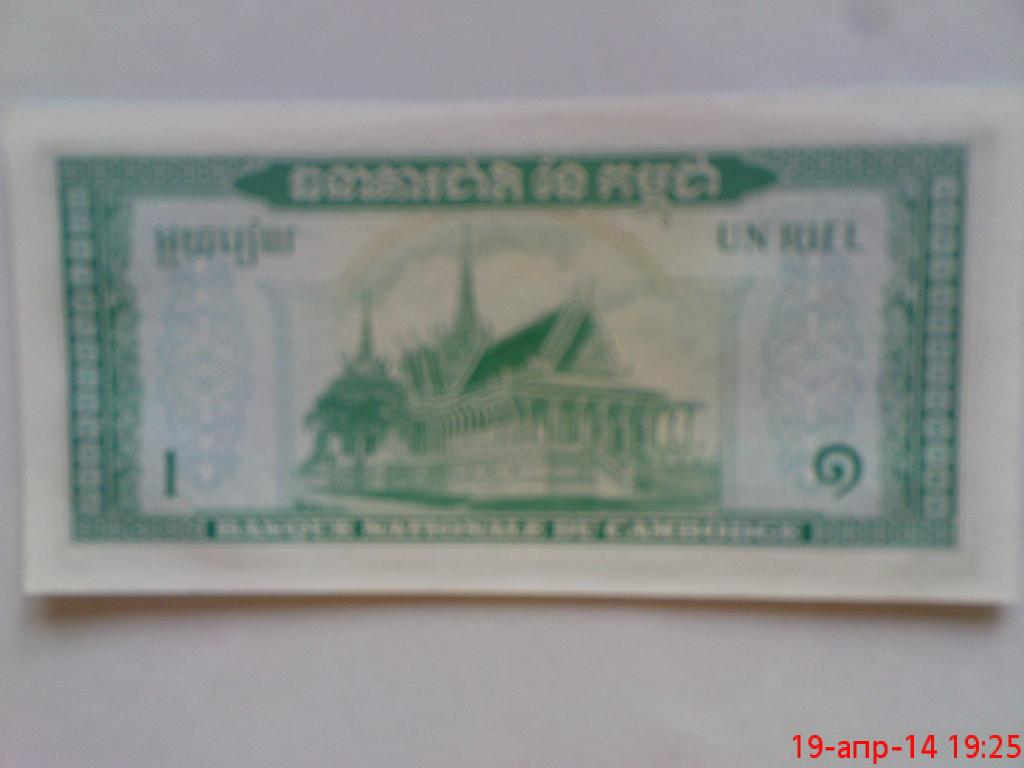 ធនាគារជាតិ នៃ កម្ពុជា
មួយរៀល
UN RIEL
1
១
BANQUE NATIONALE DU CAMBODGE
19-апр-14 19:25